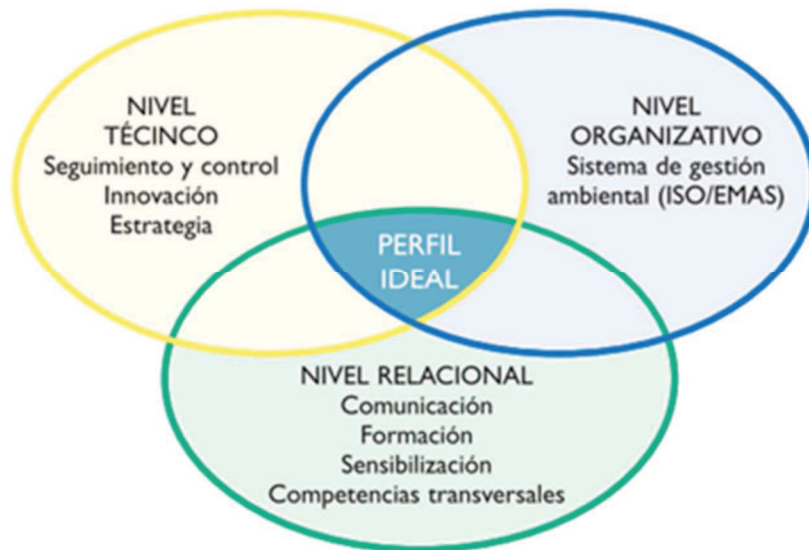 NIVEL
TÉCINCO
Seguimiento y control
Innovación
Estrategia
NIVEL
ORGANIZATIVO
Sistema de gestión
ambiental (ISO/EMAS)
PERFIL
IDEAL
NIVEL RELACIONAL
Comunicación
Formación
Sensibilización
Competencias transversales